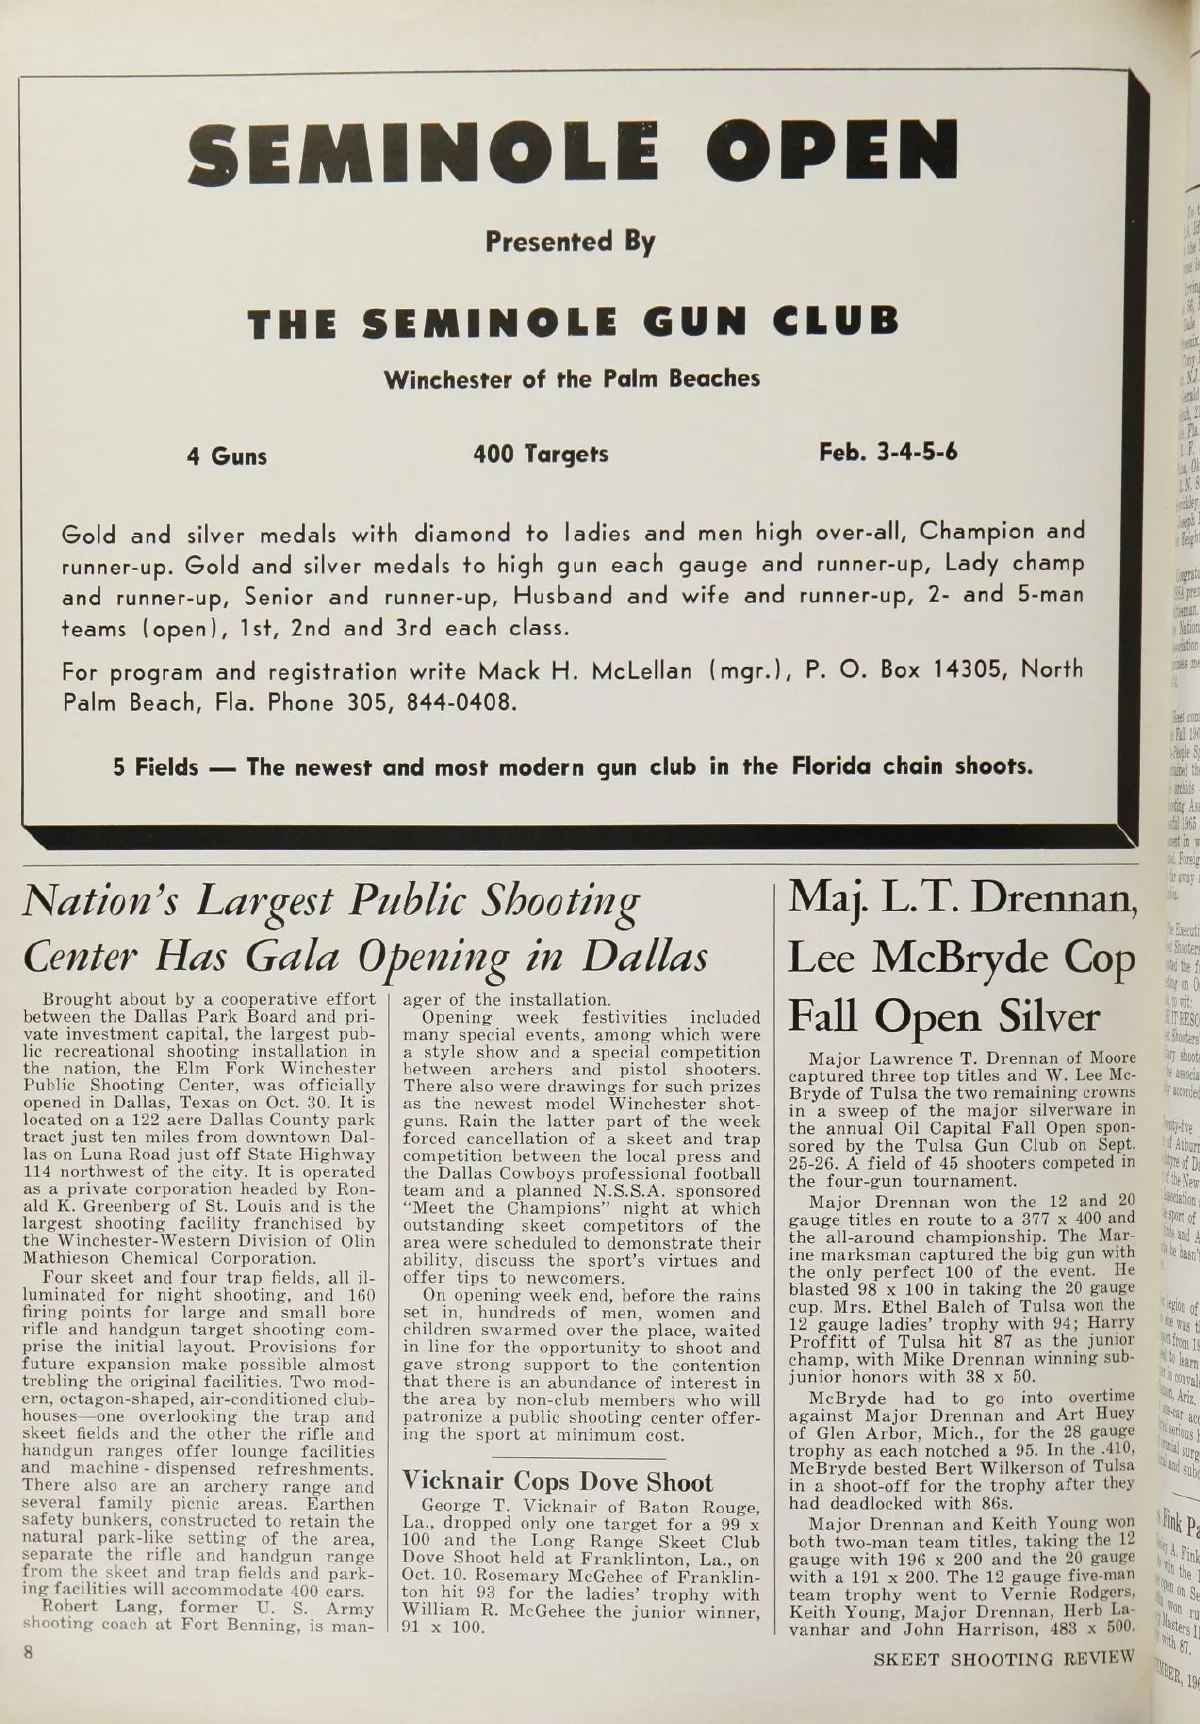 SEMINOLE OPEN
Presented By
THE SEMINOLE GUN CLUB
Winchester of the Palm Beaches
4 Guns 400 Targets Feb. 3-4-5-6
Gold and silver medals with diamond to ladies and men high over-all, Champion and
runner-up. Gold and silver medals to high gun each gauge and runner-up, Lady champ
and runner-up, Senior and runner-up, Husband and wife and runner-up, 2- and 5-man
teams (open), 1st, 2nd and 3rd each class.
For program and registration write Mack H. McLellan (mgr.), P. O. Box 14305, North
Palm Beach, Fla. Phone 305, 844-0408.
5 Fields — The newest and most modern gun club in the Florida chain shoots.
Nation's Largest Public Shooting
Center Has Gala Opening in Dallas
Brought about by a cooperative effort
between the Dallas Park Board and pri-
vate investment capital, the largest pub-
lic recreational shooting installation in
the nation, the Elm Fork Winchester
Public Shooting Center, was officially
opened in Dallas, Texas on Oct. 30. It is
located on a 122 acre Dallas County park
tract just ten miles from downtown Dal-
las on Luna Road just off State Highway
114 northwest of the city. It is operated
as a private corporation headed by Ron-
ald K. Greenberg of St. Louis and is the
largest shooting facility franchised by
the Winchester-Western Division of Olin
Mathieson Chemical Corporation.
Four skeet and four trap fields, all il-
luminated for night shooting, and 160
firing points for large and small bore
rifle and handgun target shooting com-
prise the initial layout. Provisions for
future expansion make possible almost
trebling the original facilities. Two mod-
ern, octagon-shaped, air-conditioned club-
houses—one overlooking the trap and
skeet fields and the other the rifle and
handgun ranges offer lounge facilities
and machine-dispensed refreshments.
There also are an archery range and
several family picnic areas. Earthen
safety bunkers, constructed to retain the
natural park-like setting of the area,
separate the rifle and handgun range
from the skeet and trap fields and park-
ing facilities will accommodate 400 cars.
Robert Lang, former U. S. Army
shooting coach at Fort Benning, is man-
ager of the installation.
Opening week festivities included
many special events, among which were
a style show and a special competition
between archers and pistol shooters.
There also were drawings for such prizes
as the newest model Winchester shot-
guns. Rain the latter part of the week
forced cancellation of a skeet and trap
competition between the local press and
the Dallas Cowboys professional football
team and a planned N.S.S.A. sponsored
"Meet the Champions" night at which
outstanding skeet competitors of the
area were scheduled to demonstrate their
ability, discuss the sport's virtues and
offer tips to newcomers.
On opening week end, before the rains
set in, hundreds of men, women and
children swarmed over the place, waited
in line for the opportunity to shoot and
gave strong support to the contention
that there is an abundance of interest in
the area by non-club members who will
patronize a public shooting center offer-
ing the sport at minimum cost.
Vicknair Cops Dove Shoot
George T. Vicknair of Baton Rouge,
La., dropped only one target for a 99 x
100 and the Long Range Skeet Club
Dove Shoot held at Franklinton, La., on
Oct. 10. Rosemary McGehee of Franklin-
ton hit 93 for the ladies' trophy with
William R. McGehee the junior winner,
91 x 100.
Maj. L.T. Drennan,
Lee McBryde Cop
Fall Open Silver
Major Lawrence T. Drennan of Moore
captured three top titles and W. Lee Mc-
Bryde of Tulsa the two remaining crowns
in a sweep of the major silverware in
the annual Oil Capital Fall Open spon-
sored by the Tulsa Gun Club on Sept.
25-26. A field of 45 shooters competed in
the four-gun tournament.
Major Drennan won the 12 and 20
gauge titles en route to a 377 x 400 and
the all-around championship. The Mar-
ine marksman captured the big gun with
the only perfect 100 of the event. He
blasted 98 x 100 in taking the 20 gauge
cup. Mrs. Ethel Balch of Tulsa won the
12 gauge ladies' trophy with 94; Harry
Proffitt of Tulsa hit 87 as the junior
champ, with Mike Drennan winning sub-
junior honors with 38 x 50.
McBryde had to go into overtime
against Major Drennan and Art Huey
of Glen Arbor, Mich., for the 28 gauge
trophy as each notched a 95. In the .410,
McBryde bested Bert Wilkerson of Tulsa
in a shoot-off for the trophy after they
had deadlocked with 86s.
Major Drennan and Keith Young won
both two-man team titles, taking the 12
gauge with 196 x 200 and the 20 gauge
with a 191 x 200. The 12 gauge five-man
team trophy went to Vernie Rodgers,
Keith Young, Major Drennan, Herb La-
vanhar and John Harrison, 483 x 500.
8
SKEET SHOOTING REVIEW